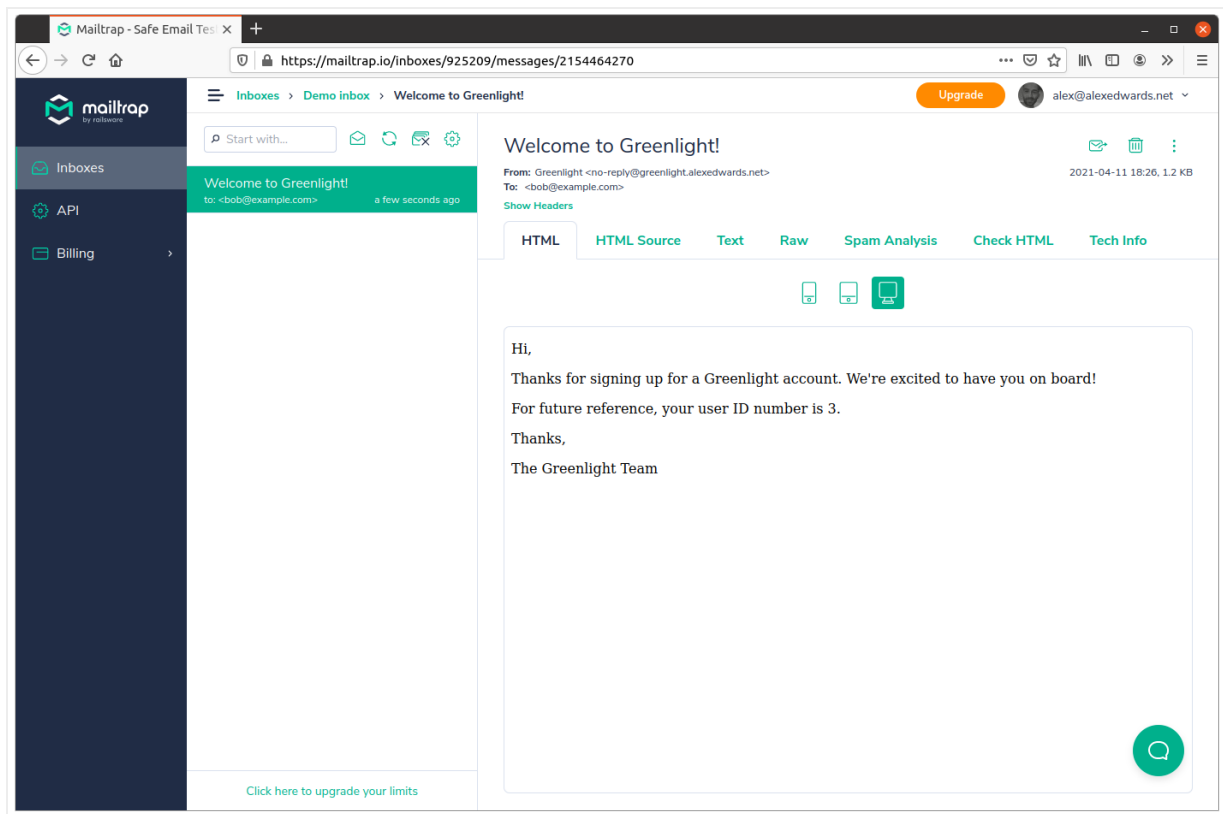 Mailtrap - Safe Email Tes
https://mailtrap.io/inboxes/925209/messages/2154464270
mailtrap
by railsware
Inboxes › Demo inbox › Welcome to Greenlight!
Upgrade
alex@alexedwards.net
Inboxes
API
Billing
Start with...
Welcome to Greenlight!
to: <bob@example.com> a few seconds ago
Click here to upgrade your limits
Welcome to Greenlight!
From: Greenlight <no-reply@greenlight.alexedwards.net>
2021-04-11 18:26, 1.2 KB
To: <bob@example.com>
Show Headers
HTML HTML Source Text Raw Spam Analysis Check HTML Tech Info
Hi,
Thanks for signing up for a Greenlight account. We're excited to have you on board!
For future reference, your user ID number is 3.
Thanks,
The Greenlight Team